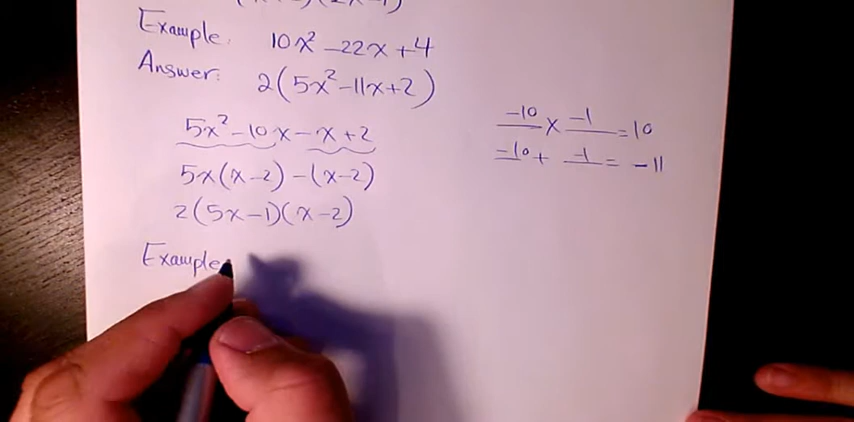 Example: 10x² -22x +4
Answer: 2(5x² -11x+2)
-10 x -1 = 10
5x² -10x -x+2
-10 + -1 = -11
5x(x-2) -(x-2)
2(5x-1)(x-2)
Example